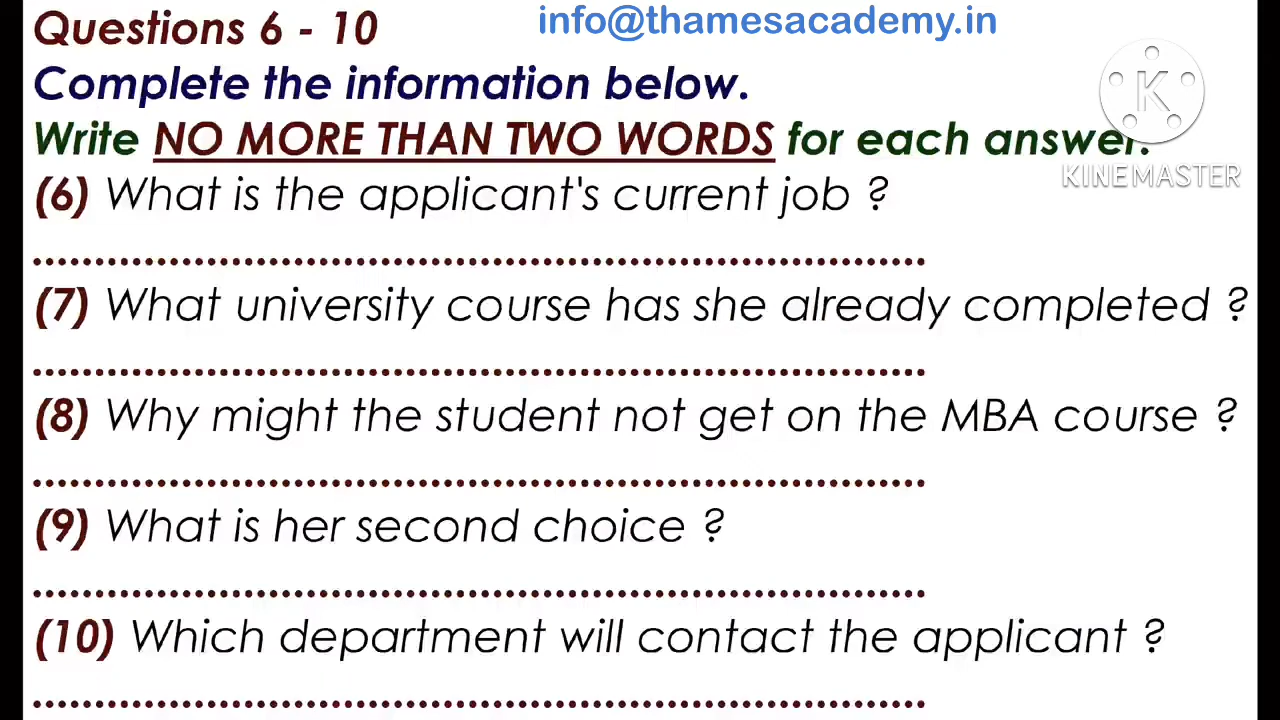 Questions 6 - 10
info@thamesacademy.in
Complete the information below.
Write NO MORE THAN TWO WORDS for each answer.
K
KINEMASTER
(6) What is the applicant's current job ?
......................................................................
(7) What university course has she already completed ?
......................................................................
(8) Why might the student not get on the MBA course ?
......................................................................
(9) What is her second choice ?
......................................................................
(10) Which department will contact the applicant ?
......................................................................